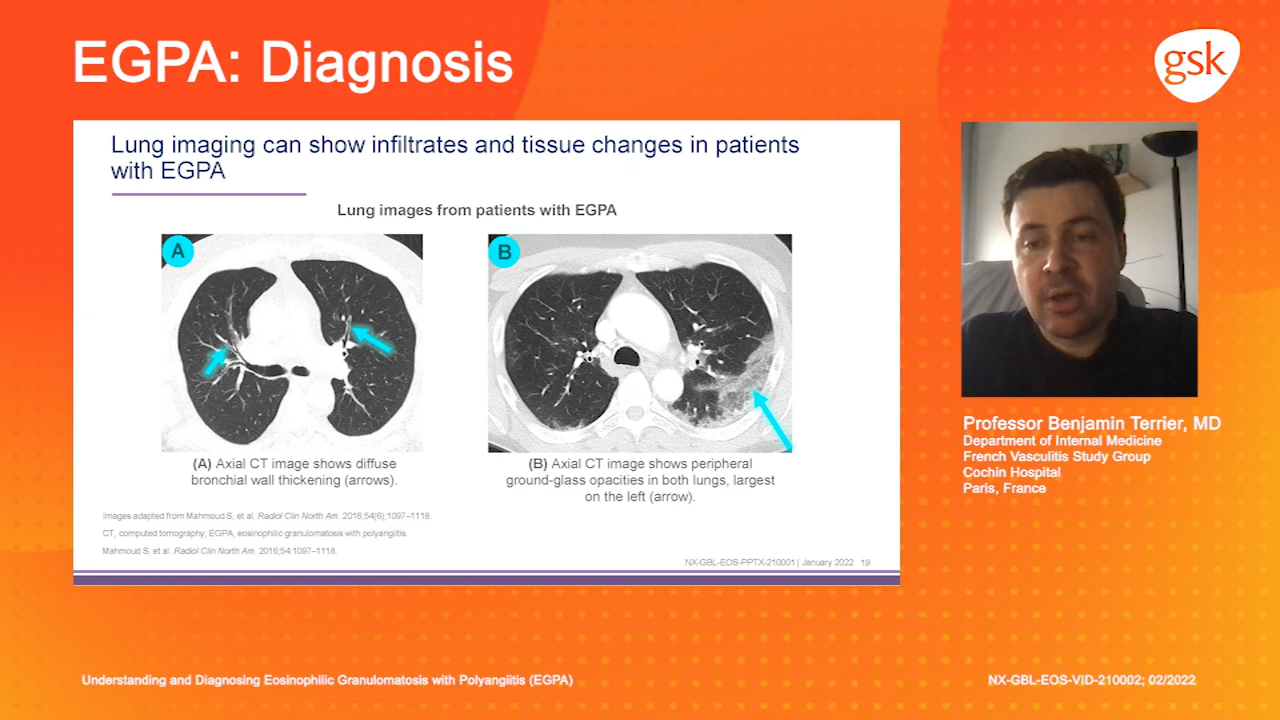 EGPA: Diagnosis
gsk
Lung imaging can show infiltrates and tissue changes in patients
with EGPA
Lung images from patients with EGPA
A
B
(A) Axial CT image shows diffuse
bronchial wall thickening (arrows).
(B) Axial CT image shows peripheral
ground-glass opacities in both lungs, largest
on the left (arrow).
Images adapted from Mahmoud S, et al. Radiol Clin North Am. 2016;54(6);1097–1118.
CT, computed tomography; EGPA, eosinophilic granulomatosis with polyangiitis.
Mahmoud S, et al. Radiol Clin North Am. 2016;54:1097–1118.
NX-GBL-EOS-PPTX-210001 | January 2022 19
Professor Benjamin Terrier, MD
Department of Internal Medicine
French Vasculitis Study Group
Cochin Hospital
Paris, France
Understanding and Diagnosing Eosinophilic Granulomatosis with Polyangiitis (EGPA)
NX-GBL-EOS-VID-210002; 02/2022